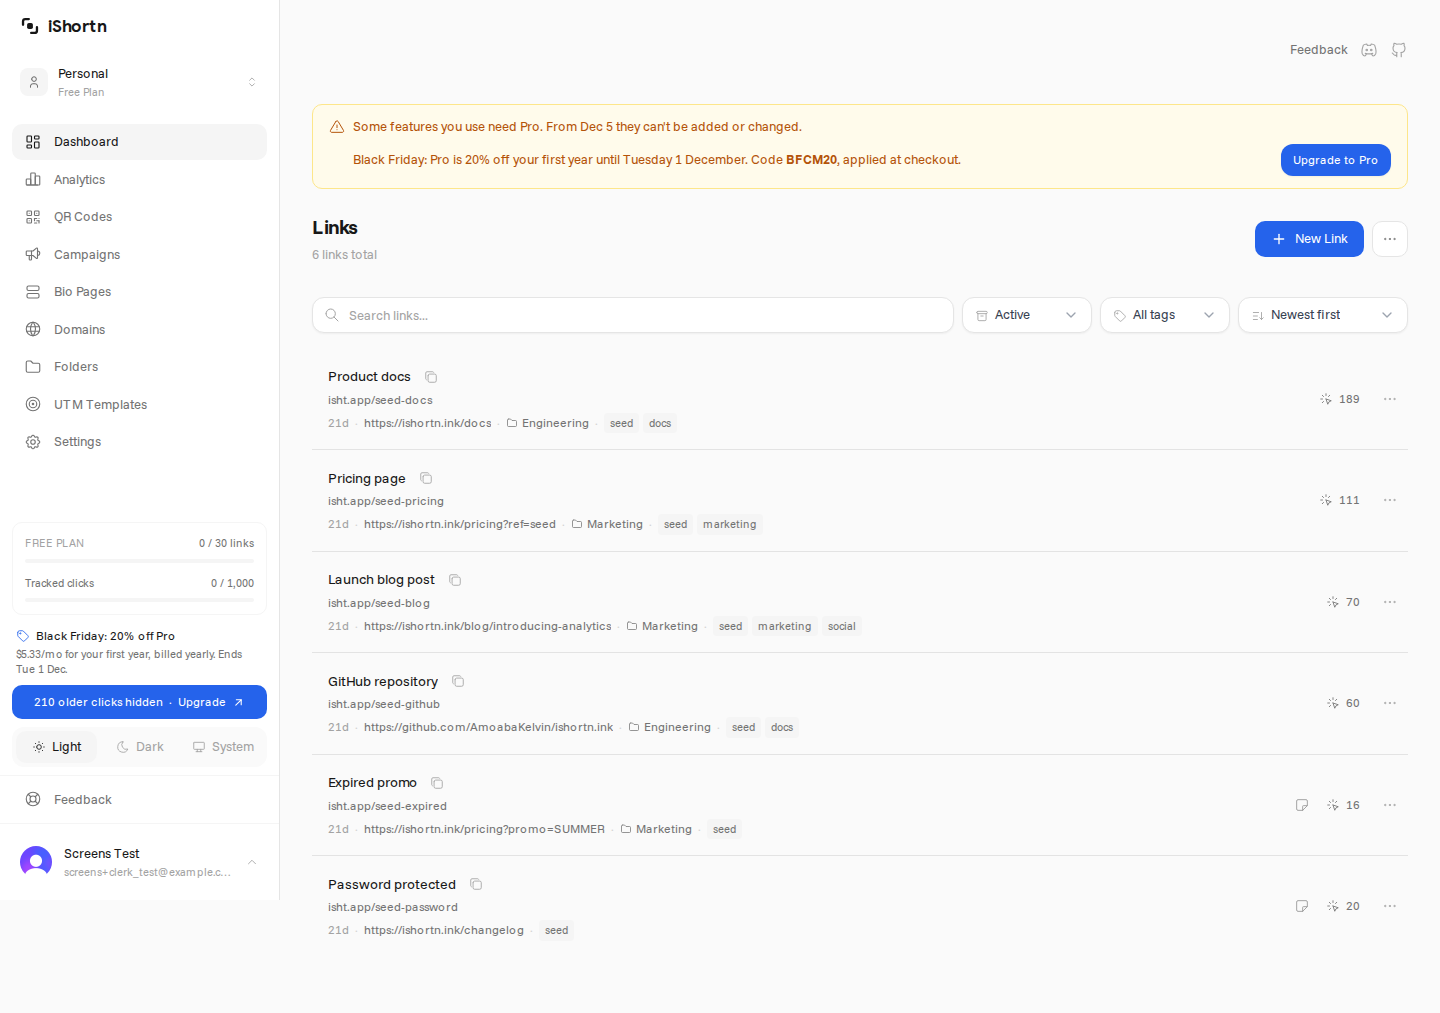 iShortn
Personal
Free Plan
Dashboard
Analytics
QR Codes
Campaigns
Bio Pages
Domains
Folders
UTM Templates
Settings
FREE PLAN 0 / 30 links
Tracked clicks 0 / 1,000
Black Friday: 20% off Pro
$5.33/mo for your first year, billed yearly. Ends
Tue 1 Dec.
210 older clicks hidden · Upgrade
Light Dark System
Feedback
Screens Test
screens+clerk_test@example.c...
Feedback
Some features you use need Pro. From Dec 5 they can't be added or changed.
Black Friday: Pro is 20% off your first year until Tuesday 1 December. Code BFCM20, applied at checkout.
Upgrade to Pro
Links
6 links total
New Link
Search links...
Active
All tags
Newest first
Product docs
isht.app/seed-docs
21d · https://ishortn.ink/docs · Engineering · seed docs
189
Pricing page
isht.app/seed-pricing
21d · https://ishortn.ink/pricing?ref=seed · Marketing · seed marketing
111
Launch blog post
isht.app/seed-blog
21d · https://ishortn.ink/blog/introducing-analytics · Marketing · seed marketing social
70
GitHub repository
isht.app/seed-github
21d · https://github.com/AmoabaKelvin/ishortn.ink · Engineering · seed docs
60
Expired promo
isht.app/seed-expired
21d · https://ishortn.ink/pricing?promo=SUMMER · Marketing · seed
16
Password protected
isht.app/seed-password
21d · https://ishortn.ink/changelog · seed
20